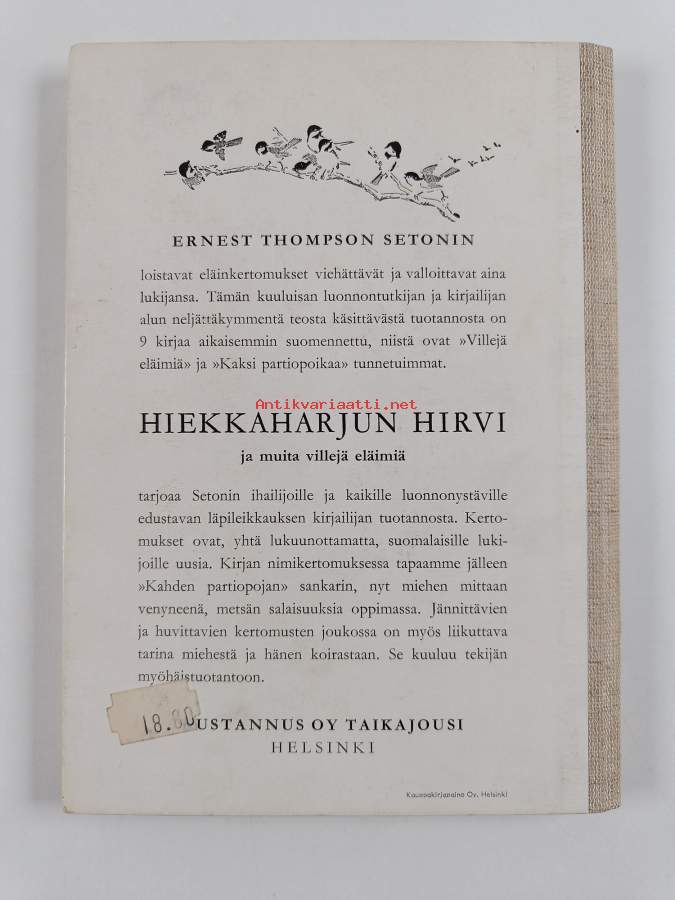 ERNEST THOMPSON SETONIN
loistavat eläinkertomukset viehättävät ja valloittavat aina
lukijansa. Tämän kuuluisan luonnontutkijan ja kirjailijan
alun neljättäkymmentä teosta käsittävästä tuotannosta on
9 kirjaa aikaisemmin suomennettu, niistä ovat »Villejä
eläimiä» ja »Kaksi partiopoikaa» tunnetuimmat.
Antikvariaatti.net
HIEKKAHARJUN HIRVI
ja muita villejä eläimiä
tarjoaa Setonin ihailijoille ja kaikille luonnonystäville
edustavan läpileikkauksen kirjailijan tuotannosta. Kerto-
mukset ovat, yhtä lukuunottamatta, suomalaisille luki-
joille uusia. Kirjan nimikertomuksessa tapaamme jälleen
»Kahden partiopojan» sankarin, nyt miehen mittaan
venyneenä, metsän salaisuuksia oppimassa. Jännittävien
ja huvittavien kertomusten joukossa on myös liikuttava
tarina miehestä ja hänen koirastaan. Se kuuluu tekijän
myöhäistuotantoon.
18.80
USTANNUS OY TAIKAJOUSI
HELSINKI
Kauppakirjapaino Oy, Helsinki